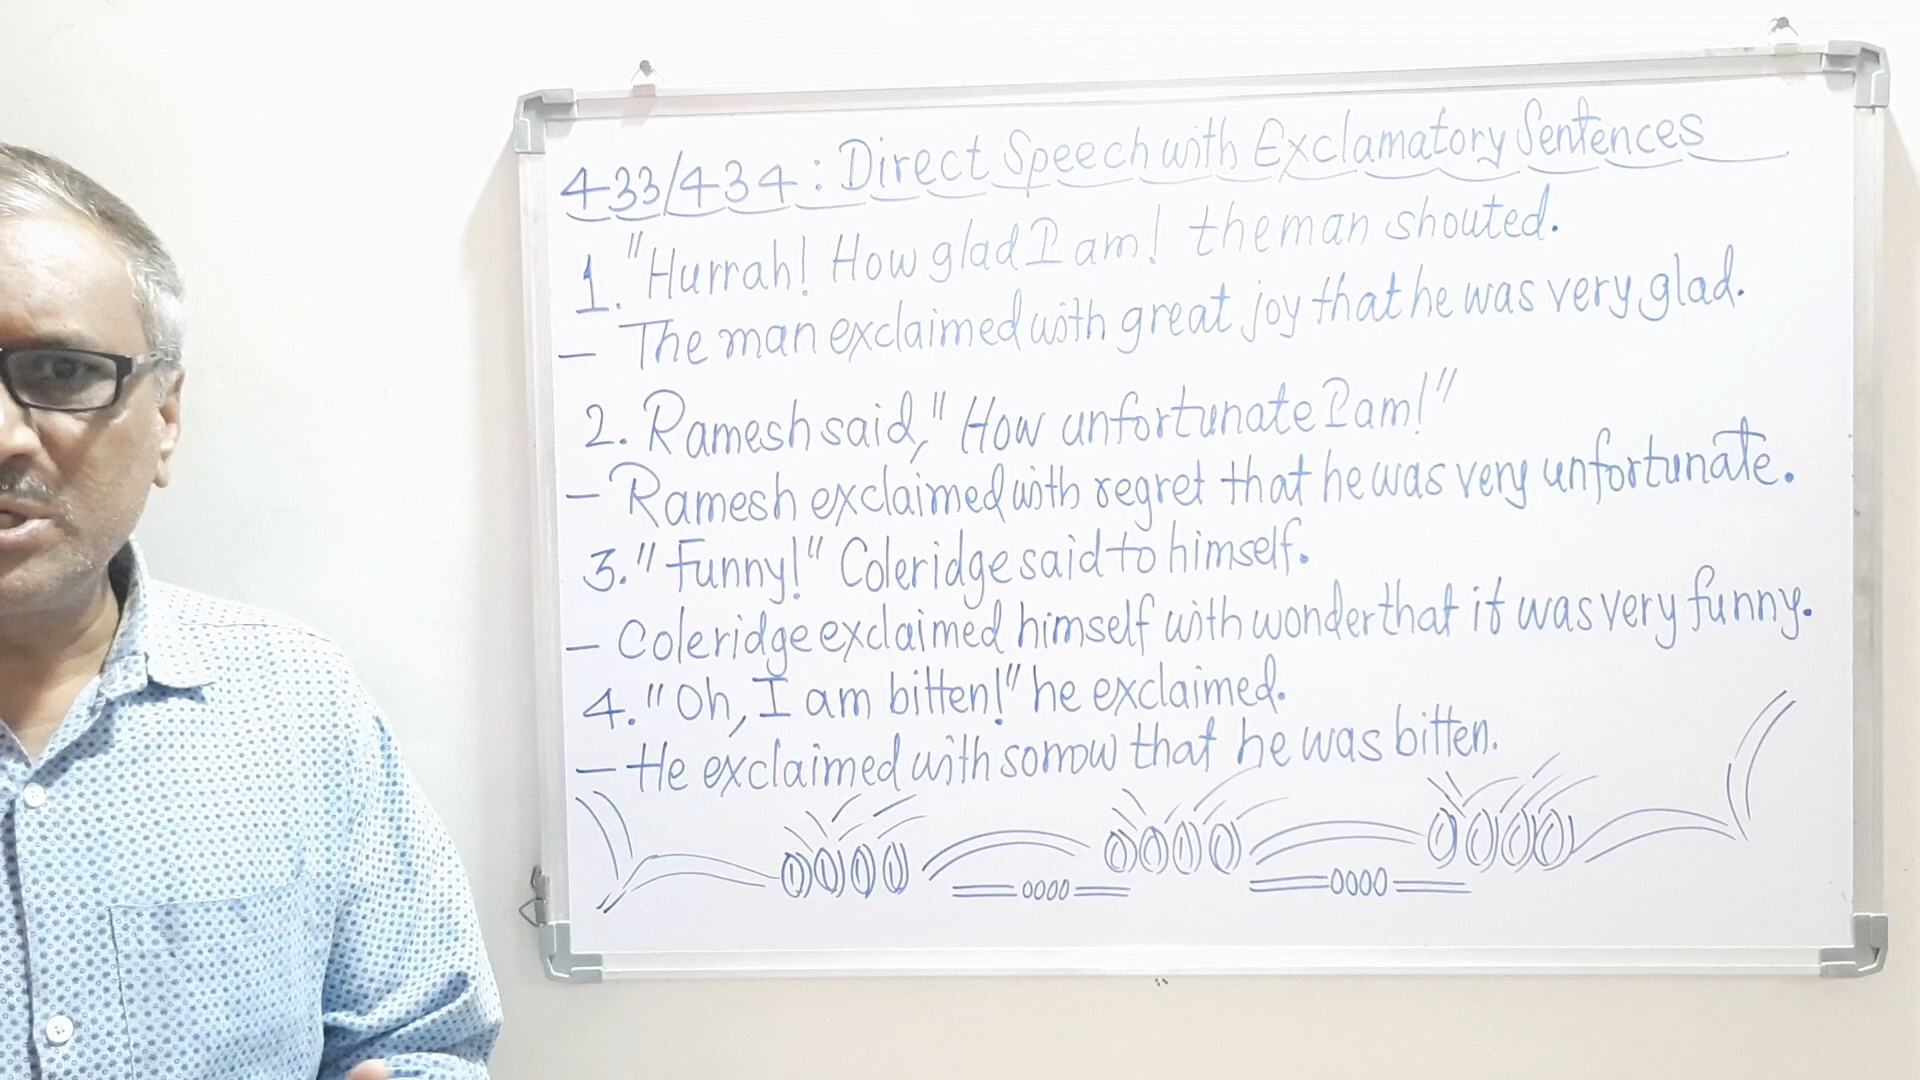 433/434: Direct Speech with Exclamatory Sentences
1. "Hurrah! How glad I am! the man shouted.
— The man exclaimed with great joy that he was very glad.
2. Ramesh said, "How unfortunate I am!"
— Ramesh exclaimed with regret that he was very unfortunate.
3. "Funny!" Coleridge said to himself.
— Coleridge exclaimed himself with wonder that it was very funny.
4. "Oh, I am bitten!" he exclaimed.
— He exclaimed with sorrow that he was bitten.